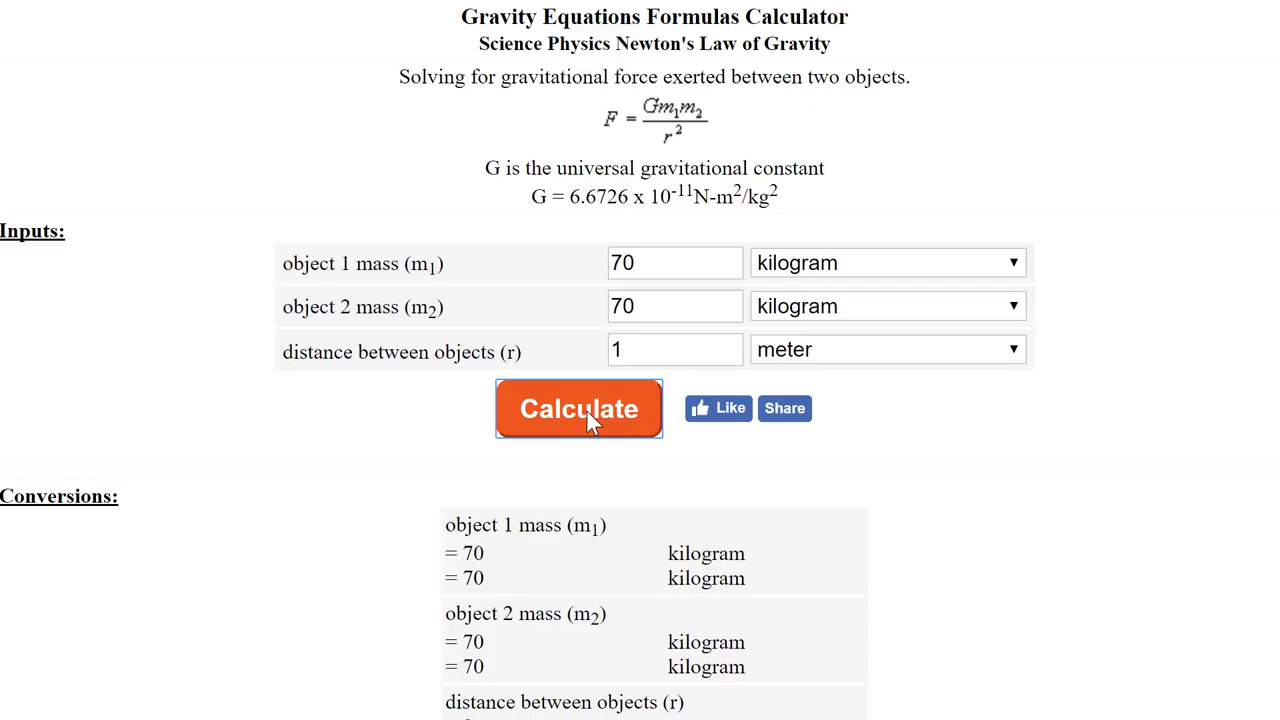 Gravity Equations Formulas Calculator
Science Physics Newton's Law of Gravity
Solving for gravitational force exerted between two objects.
F = Gm₁m₂ / r²
G is the universal gravitational constant
G = 6.6726 x 10⁻¹¹N-m²/kg²
Inputs:
object 1 mass (m₁) 70 kilogram
object 2 mass (m₂) 70 kilogram
distance between objects (r) 1 meter
Calculate Like Share
Conversions:
object 1 mass (m₁)
= 70 kilogram
= 70 kilogram
object 2 mass (m₂)
= 70 kilogram
= 70 kilogram
distance between objects (r)